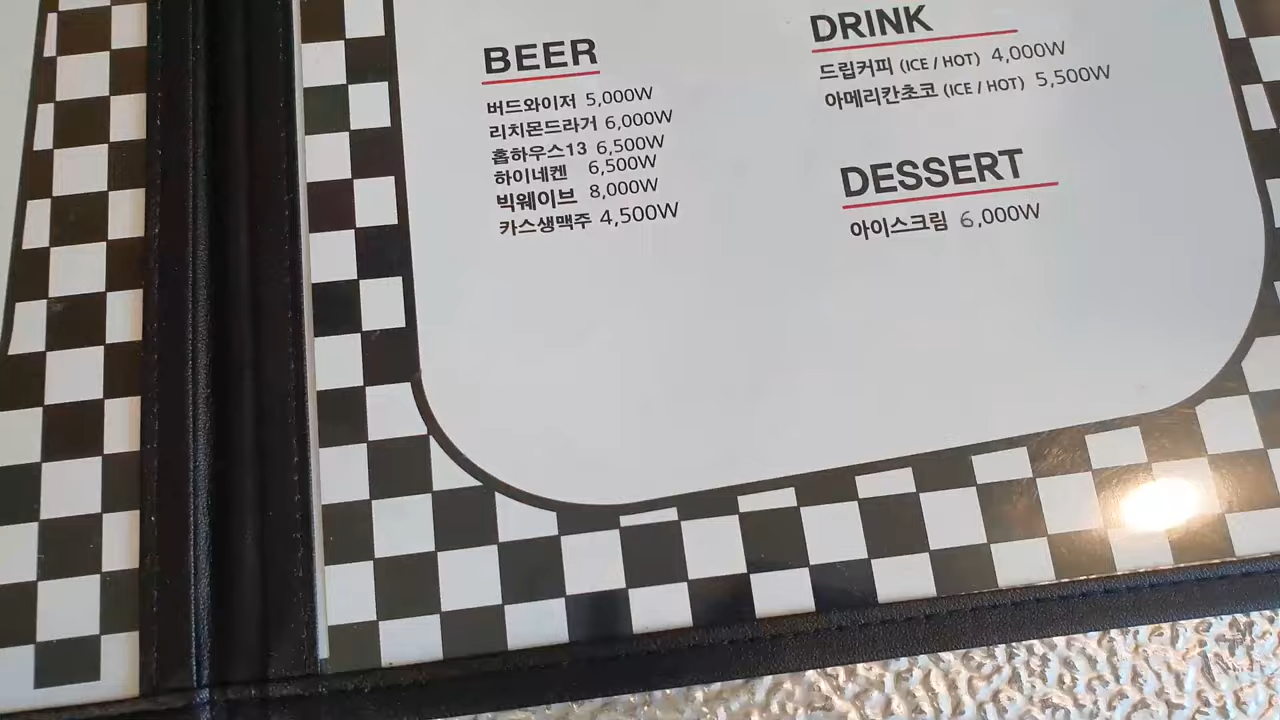 BEER
버드와이저 5,000W
리치몬드라거 6,000W
홉하우스13 6,500W
하이네켄 6,500W
빅웨이브 8,000W
카스생맥주 4,500W
DRINK
드립커피 (ICE / HOT) 4,000W
아메리칸초코 (ICE / HOT) 5,500W
DESSERT
아이스크림 6,000W